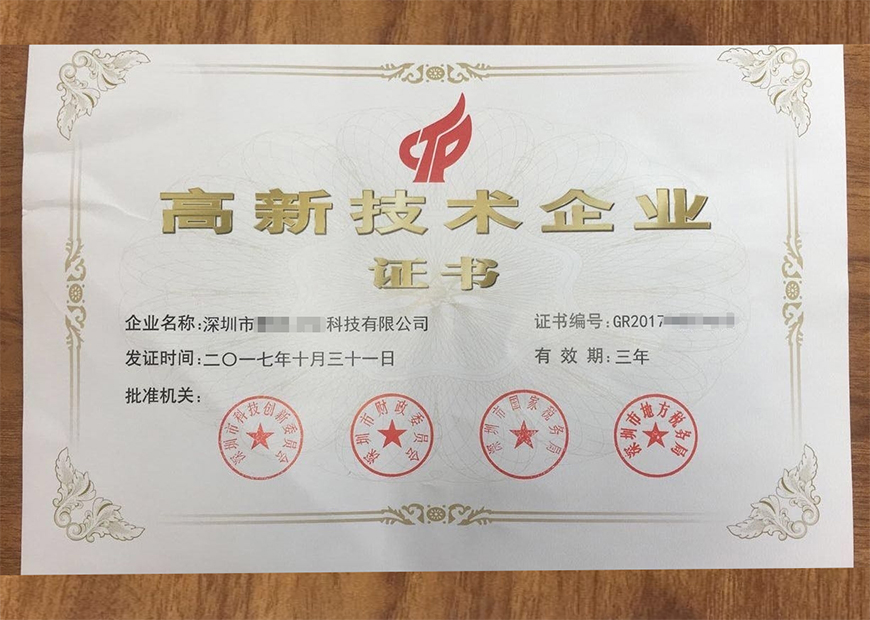 CTP
高新技术企业
证书
企业名称:深圳市 科技有限公司
证书编号:GR2017
发证时间:二〇一七年十月三十一日
有效期:三年
批准机关:
深圳市科技创新委员会
深圳市财政委员会
深圳市国家税务局
深圳市地方税务局